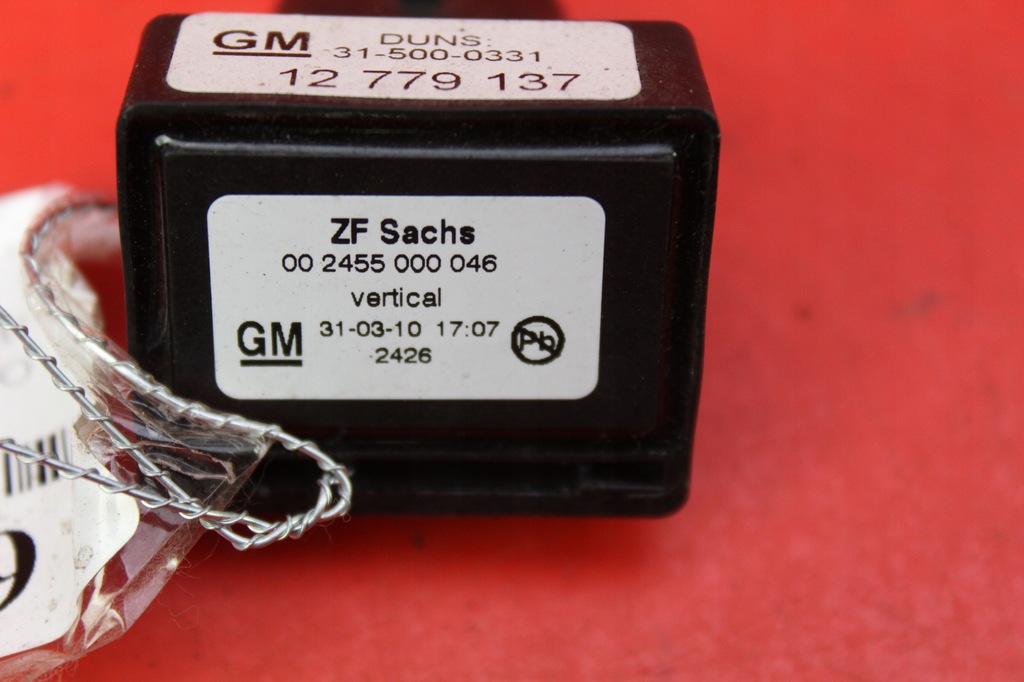 GM DUNS:
31-500-0331
12 779 137
ZF Sachs
00 2455 000 046
vertical
GM 31-03-10 17:07 Pb
2426
9